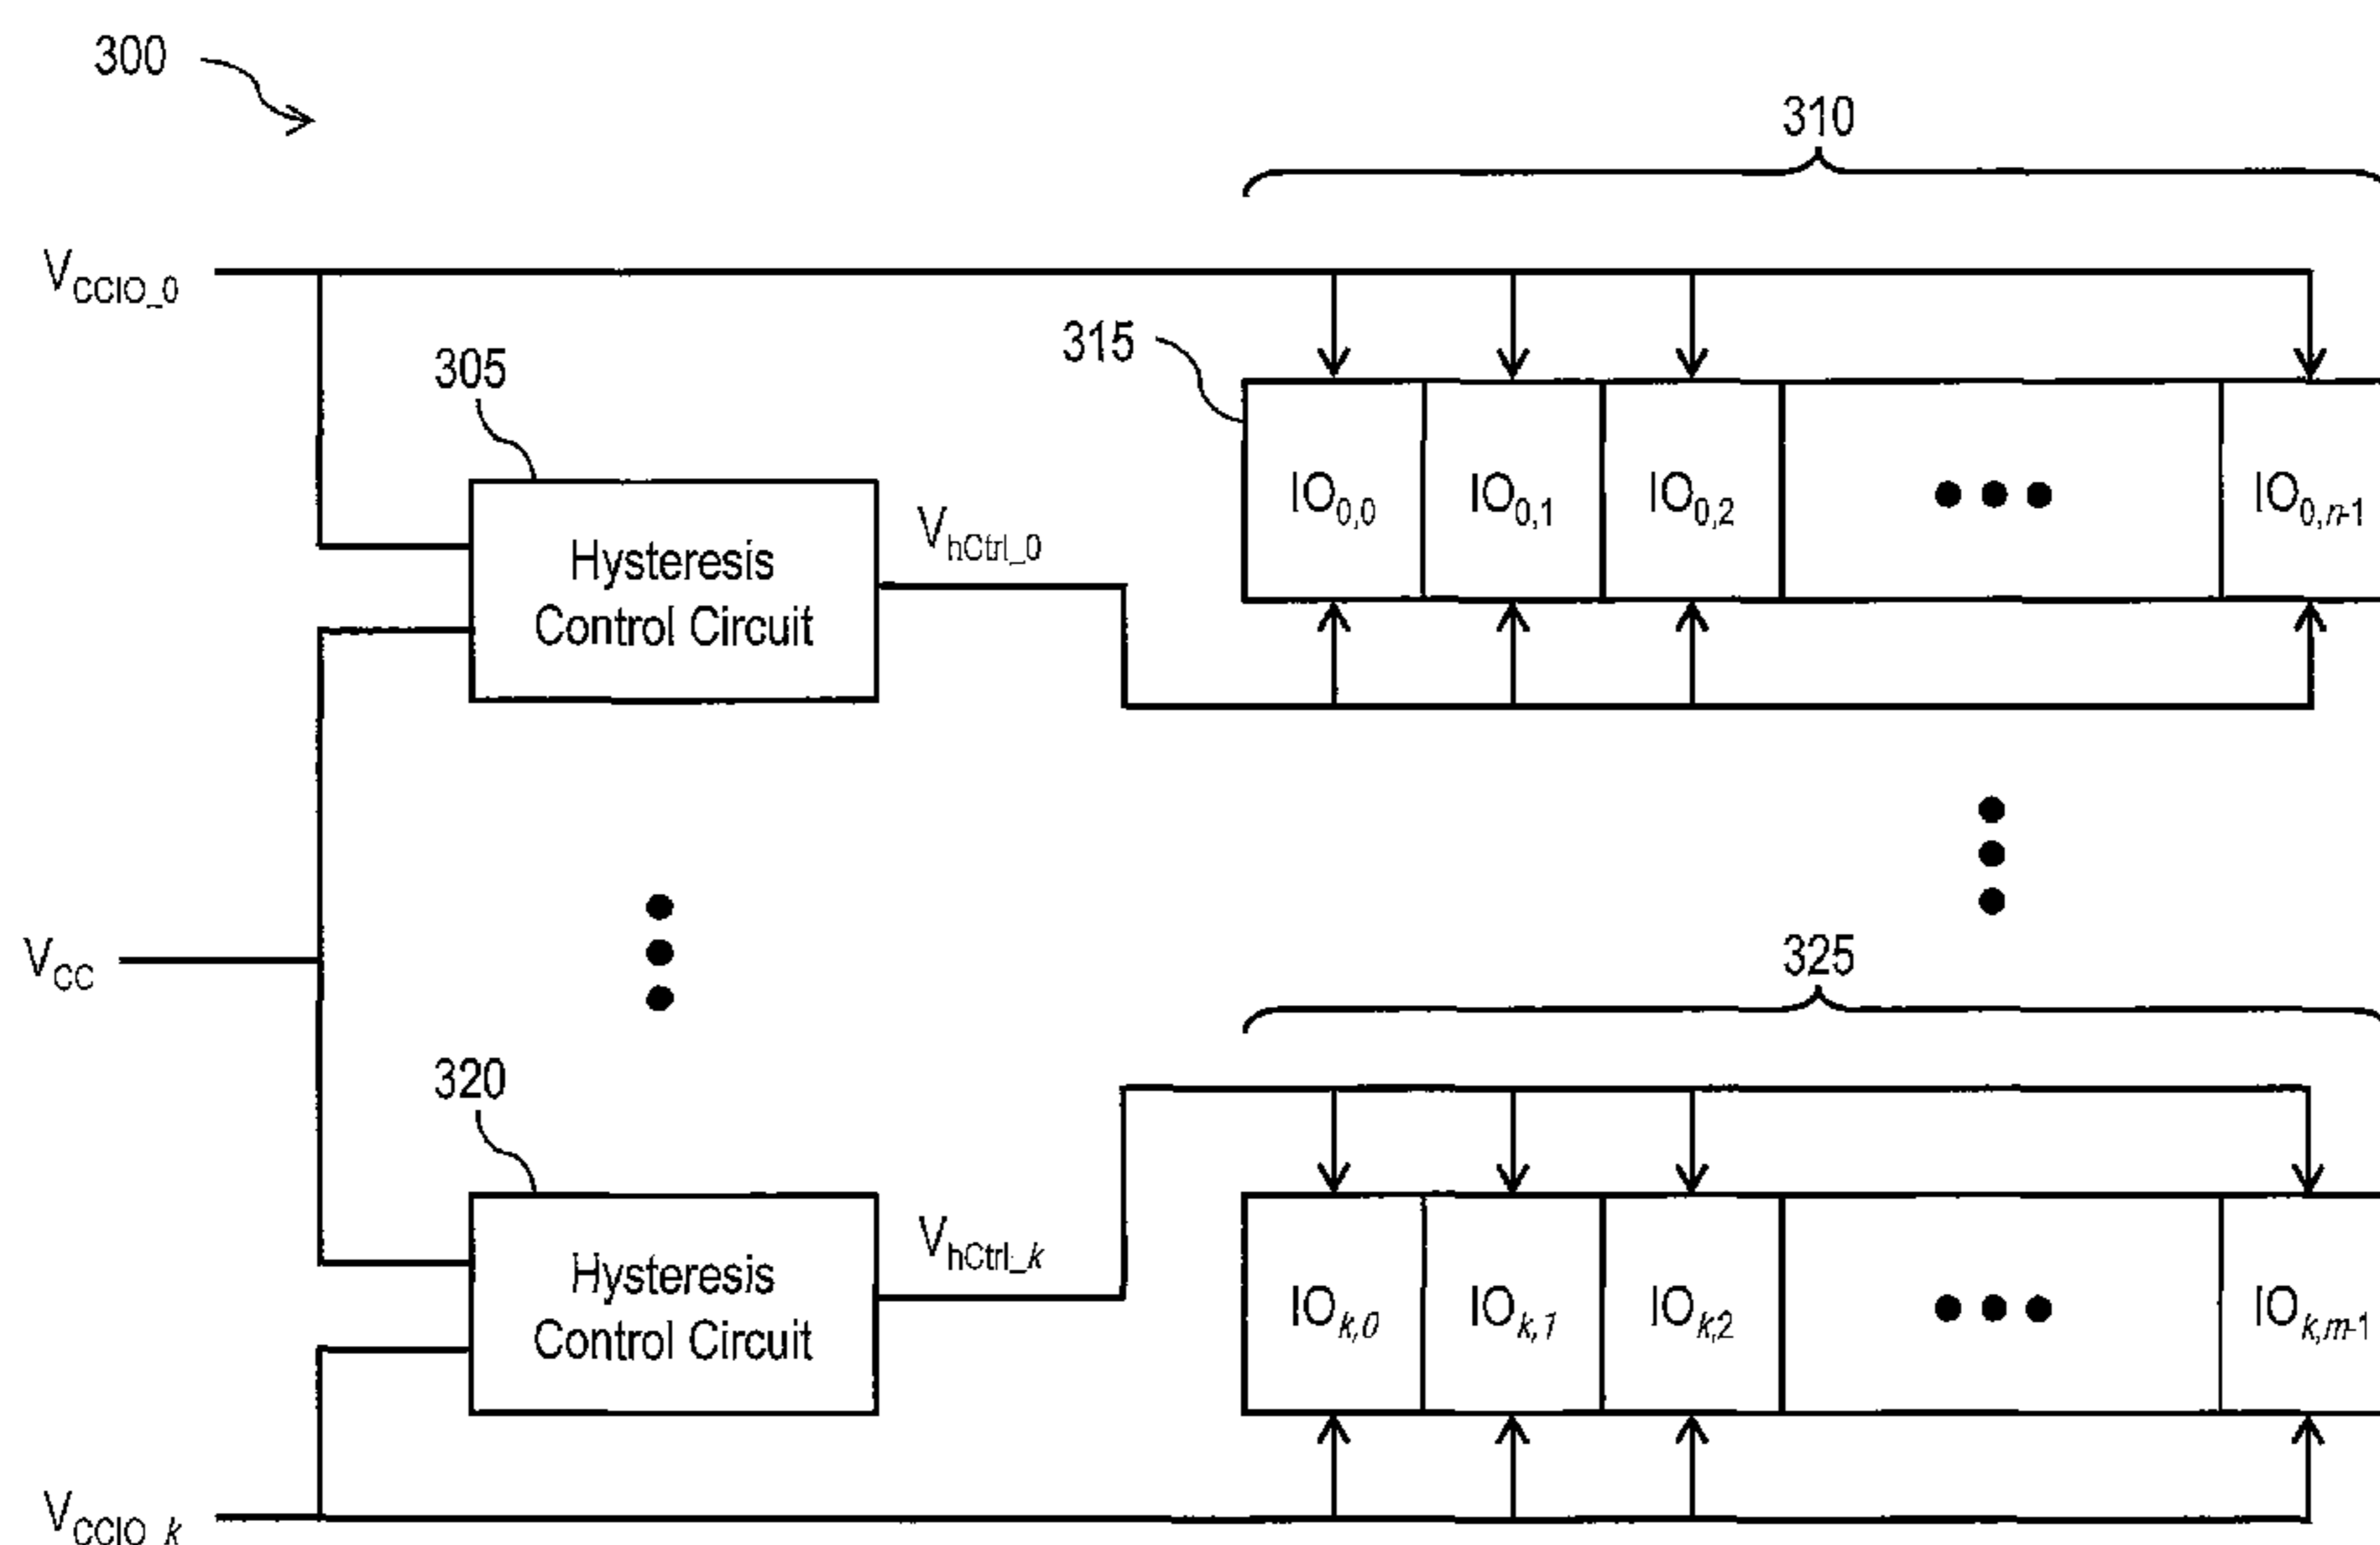 300
310
V_CCIO_0
315
305
IO_0,0 IO_0,1 IO_0,2 ●●● IO_0,n-1
Hysteresis
Control Circuit
V_hCtrl_0
V_CC
325
320
Hysteresis
Control Circuit
V_hCtrl_k
IO_k,0 IO_k,1 IO_k,2 ●●● IO_k,m-1
V_CCIO_k